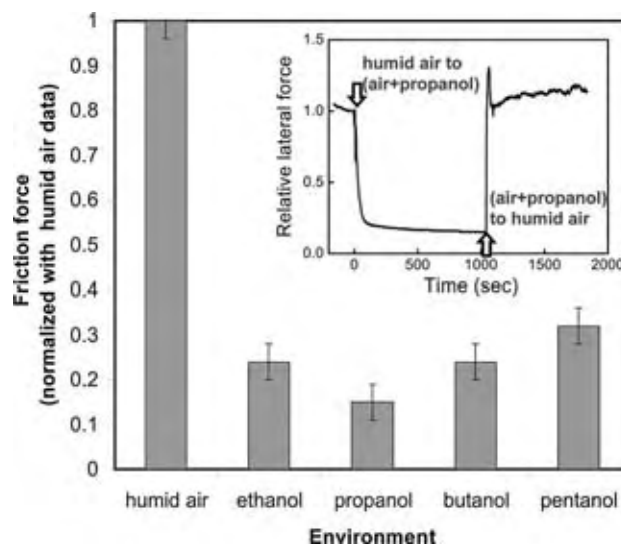 Friction force
(normalized with humid air data)
1
0.9
0.8
0.7
0.6
0.5
0.4
0.3
0.2
0.1
0
humid air ethanol propanol butanol pentanol
Environment
Relative lateral force
1.5
1.0
0.5
0.0
humid air to
(air+propanol)
(air+propanol)
to humid air
0 500 1000 1500 2000
Time (sec)